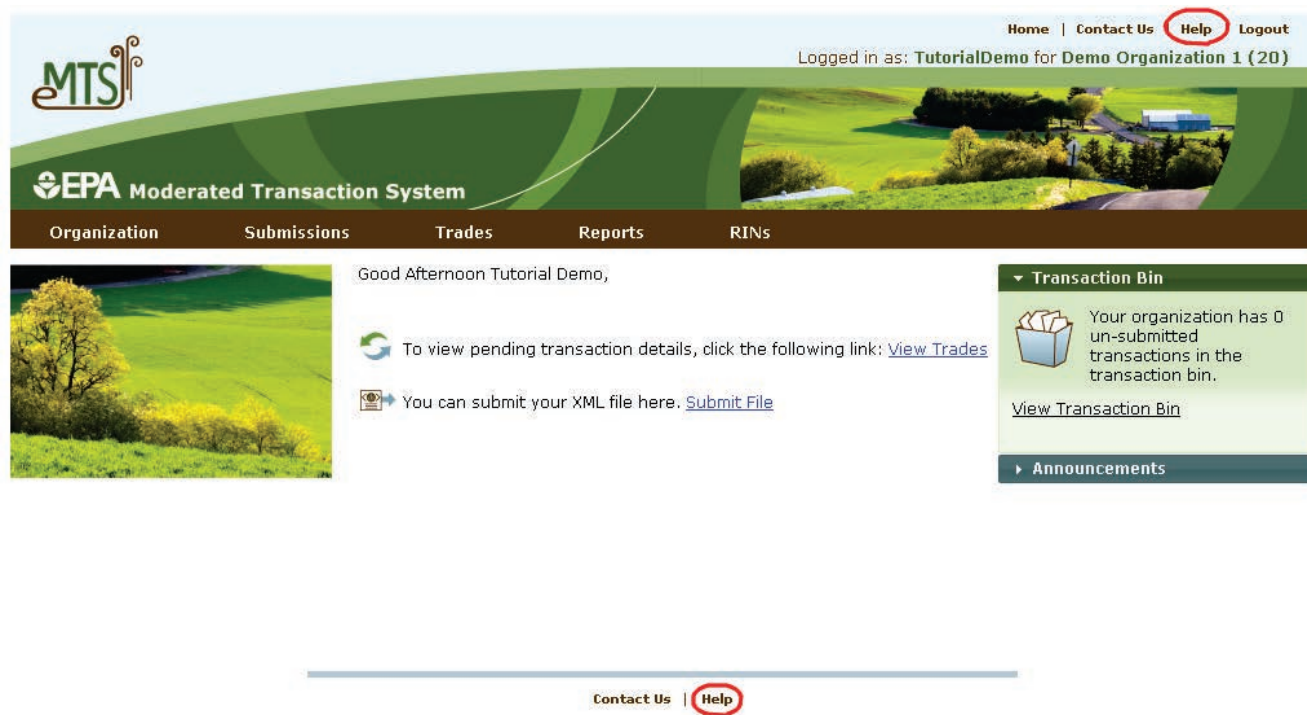 Home | Contact Us Help Logout
Logged in as: TutorialDemo for Demo Organization 1 (20)
MTS
EPA Moderated Transaction System
Organization Submissions Trades Reports RINs
Good Afternoon Tutorial Demo,
To view pending transaction details, click the following link: View Trades
You can submit your XML file here. Submit File
Transaction Bin
Your organization has 0
un-submitted
transactions in the
transaction bin.
View Transaction Bin
Announcements
Contact Us | Help